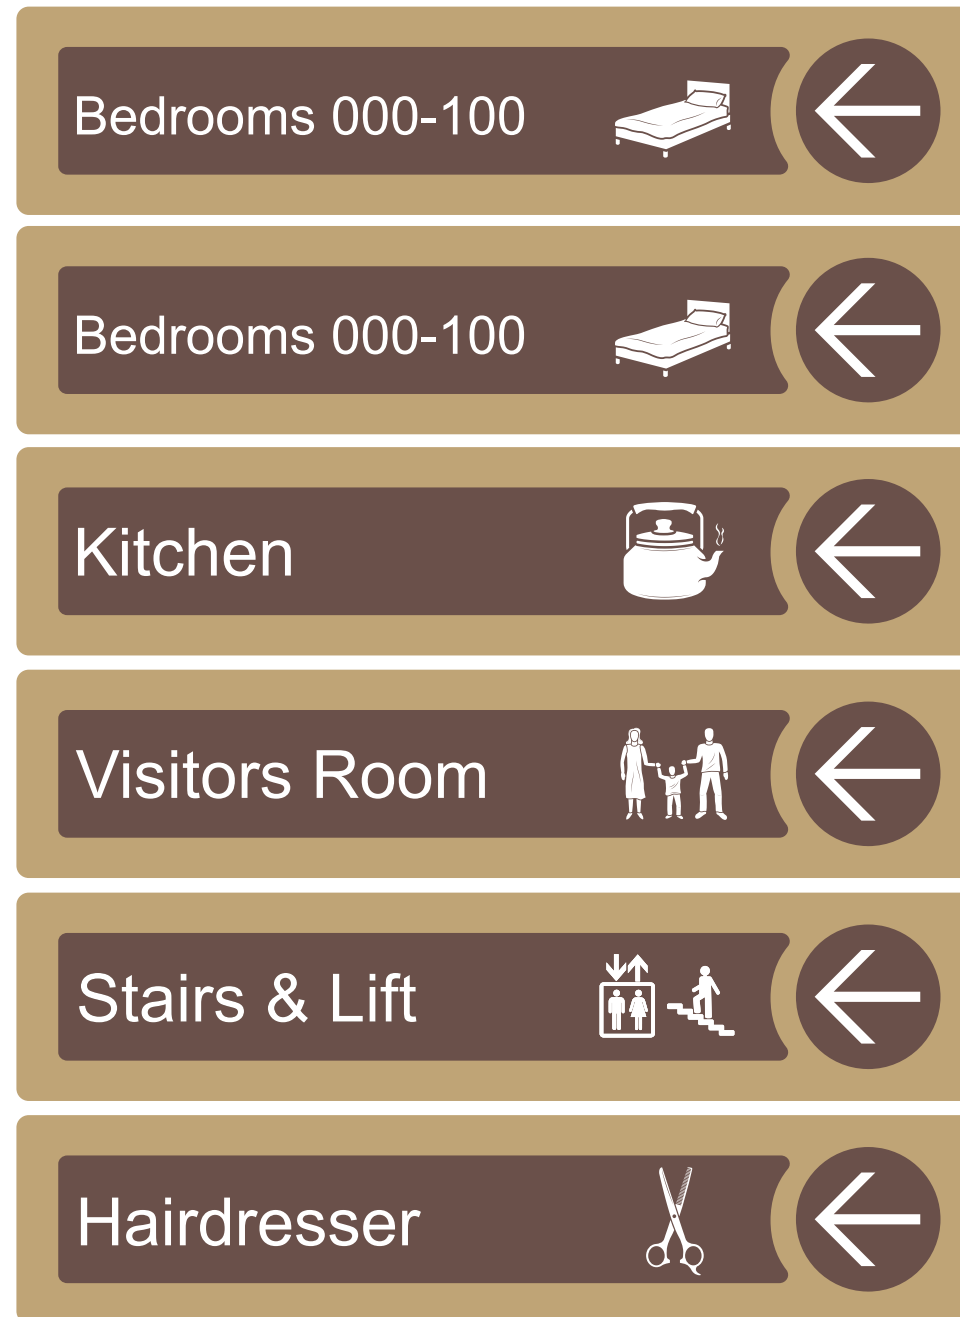 Bedrooms 000-100
Bedrooms 000-100
Kitchen
Visitors Room
Stairs & Lift
Hairdresser